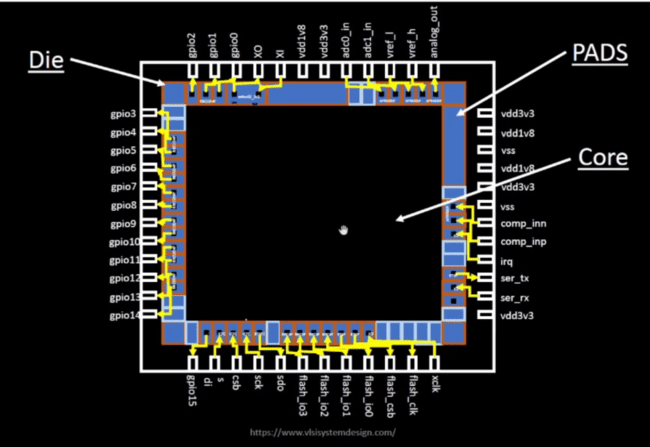 gpio2
gpio1
gpio0
XO
XI
vdd1v8
vdd3v3
adc0_in
adc1_in
vref_l
vref_h
analog_out
Die
PADS
Core
gpio3
gpio4
gpio5
gpio6
gpio7
gpio8
gpio9
gpio10
gpio11
gpio12
gpio13
gpio14
vdd3v3
vdd1v8
vss
vdd1v8
vdd3v3
vss
comp_inn
comp_inp
irq
ser_tx
ser_rx
vdd3v3
gpio15
di
s
csb
sck
sdo
flash_io3
flash_io2
flash_io1
flash_io0
flash_csb
flash_clk
xclk
https://www.vlsisystemdesign.com/